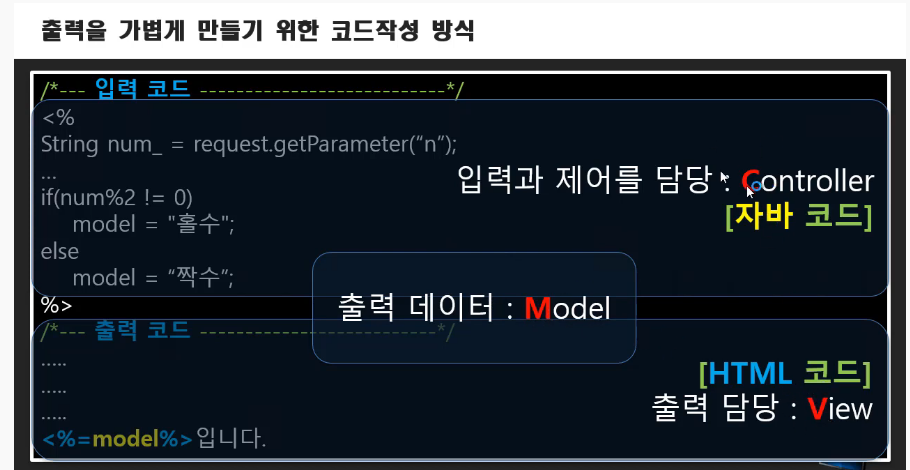 출력을 가볍게 만들기 위한 코드작성 방식
/*--- 입력 코드 ---------------------------*/
<%
String num_ = request.getParameter("n");
...
입력과 제어를 담당 : Controller
if(num%2 != 0)
[자바 코드]
model = "홀수";
else
model = "짝수";
출력 데이터 : Model
%>
/*--- 출력 코드 ---------------------------*/
.....
[HTML 코드]
.....
출력 담당 : View
.....
<%=model%>입니다.